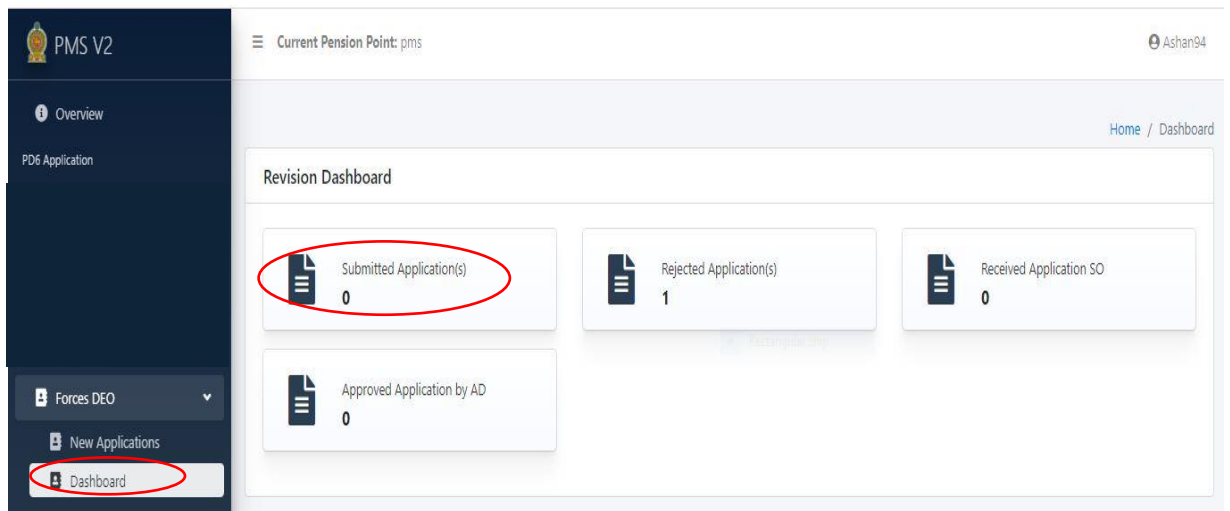 PMS V2
Current Pension Point: pms
Ashan94
Overview
PD6 Application
Home / Dashboard
Revision Dashboard
Submitted Application(s)
0
Rejected Application(s)
1
Received Application SO
0
Approved Application by AD
0
Forces DEO
New Applications
Dashboard